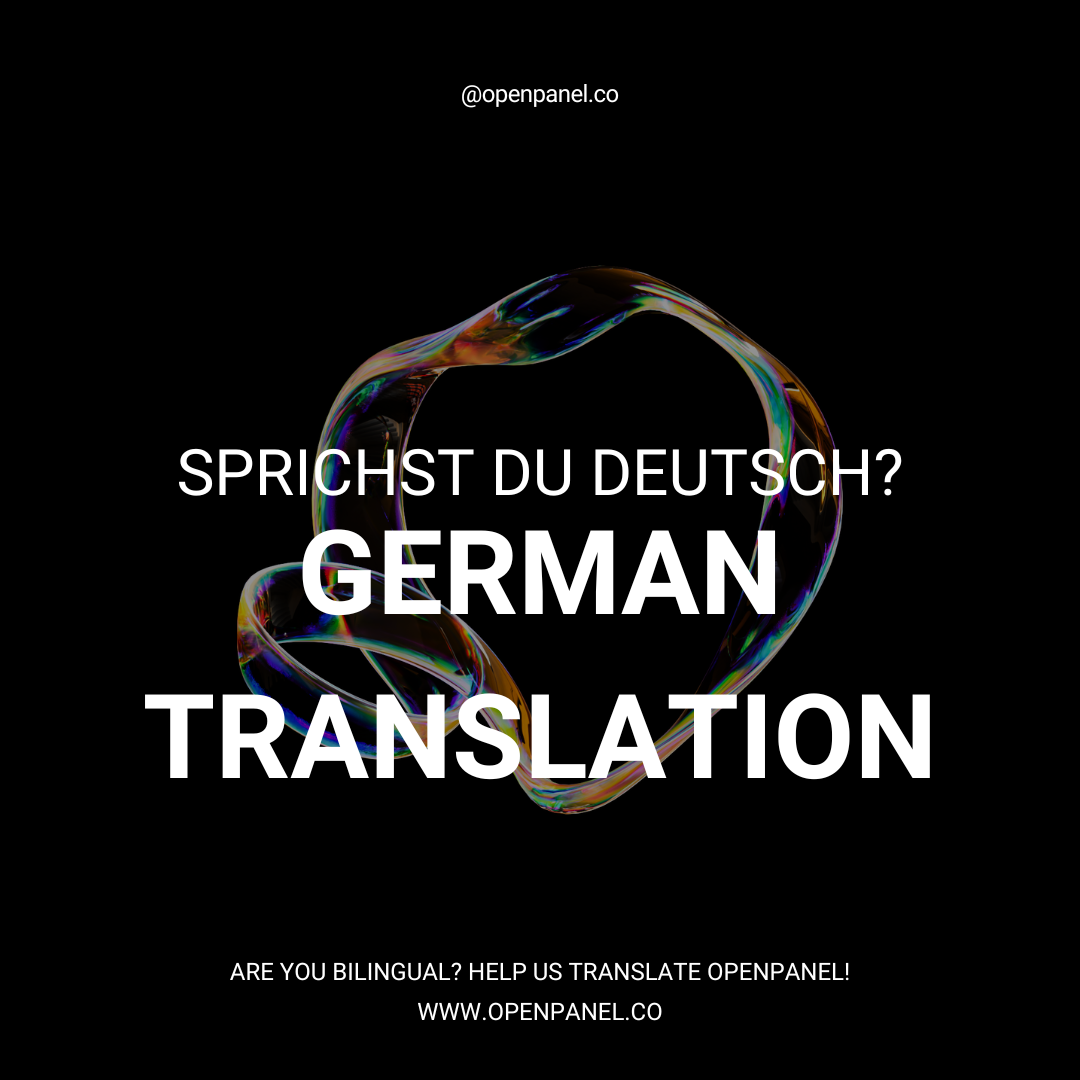 @openpanel.co
SPRICHST DU DEUTSCH?
GERMAN
TRANSLATION
ARE YOU BILINGUAL? HELP US TRANSLATE OPENPANEL!
WWW.OPENPANEL.CO